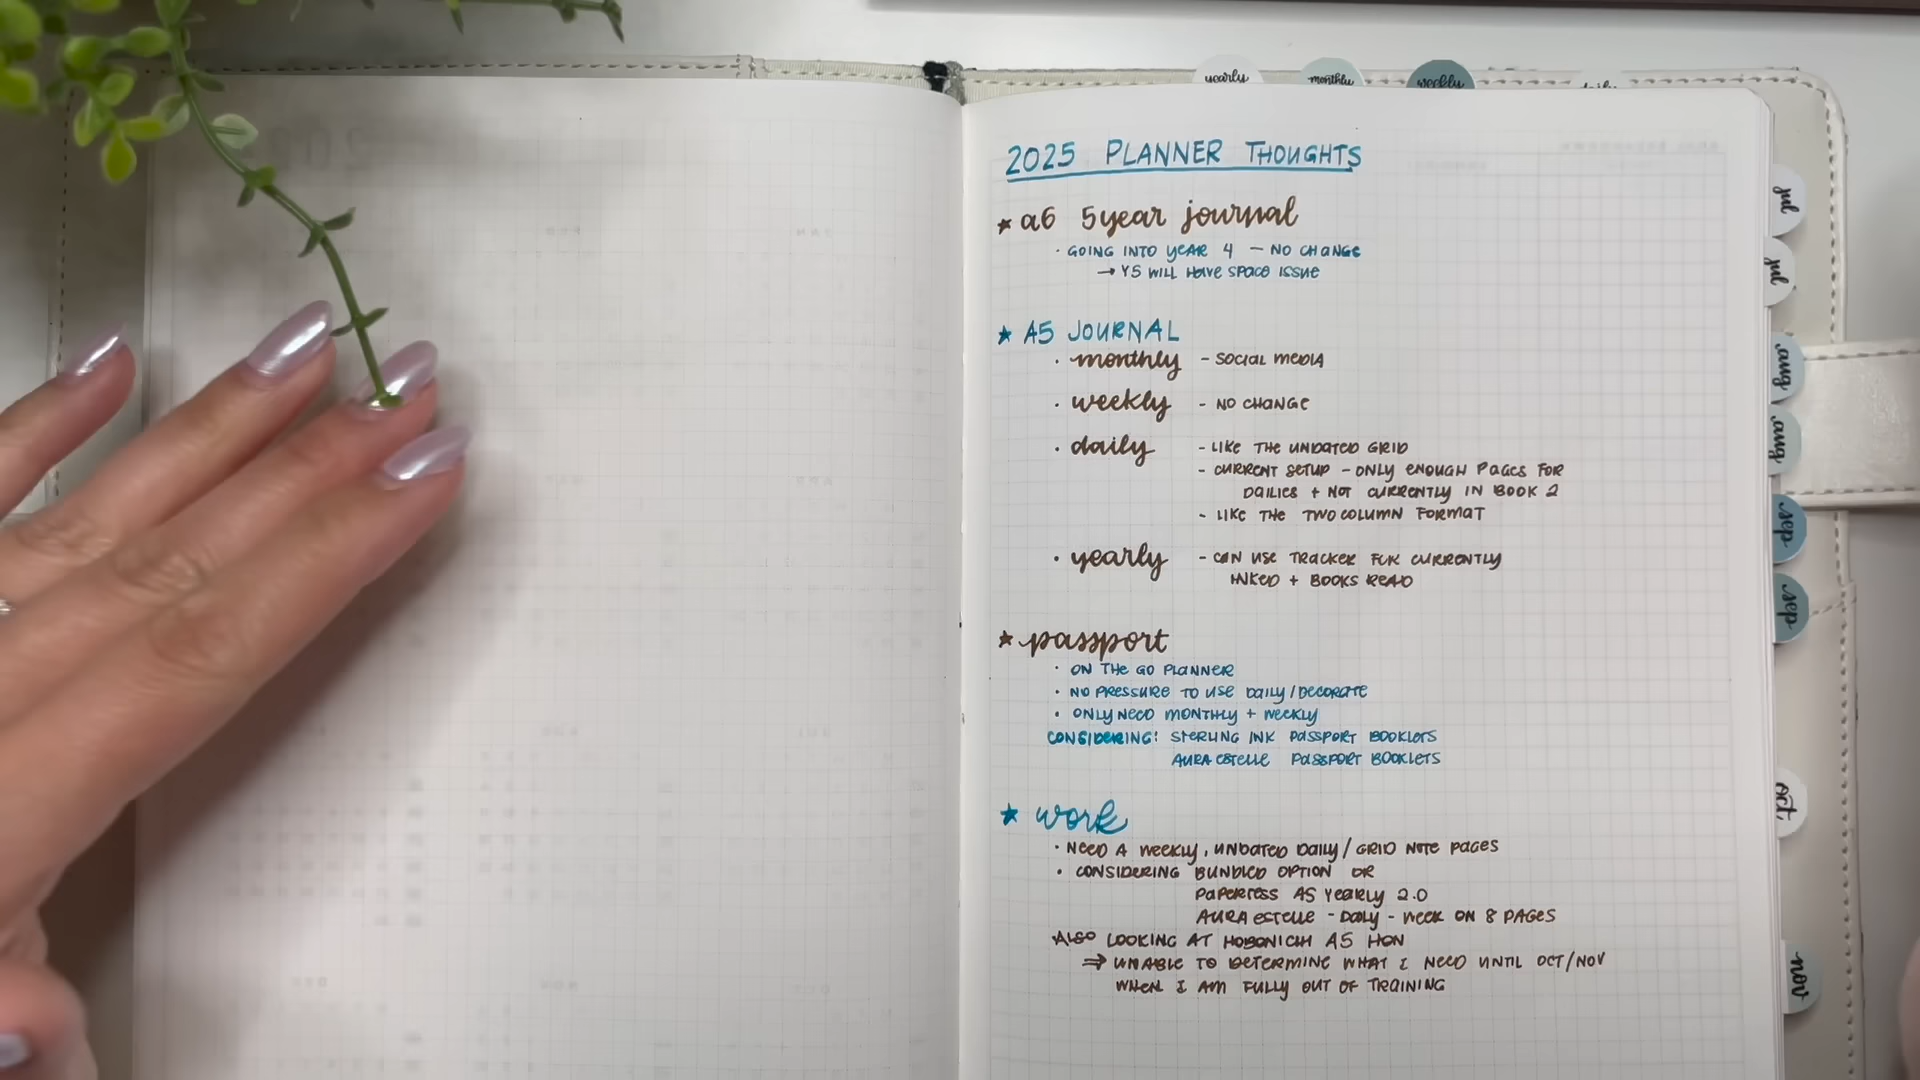 yearly
monthly
weekly
daily
2025 PLANNER THOUGHTS
★ a6 5 year journal
· GOING INTO YEAR 4 - NO CHANGE
→ Y5 WILL HAVE SPACE ISSUE
★ A5 JOURNAL
· monthly - SOCIAL MEDIA
· weekly - NO CHANGE
· daily - LIKE THE UNDATED GRID
- CURRENT SETUP - ONLY ENOUGH PAGES FOR
DAILIES + NOT CURRENTLY IN BOOK 2
- LIKE THE TWO COLUMN FORMAT
· yearly - CAN USE TRACKER FUR CURRENTLY
INKED + BOOKS READ
★ passport
· ON THE GO PLANNER
· NO PRESSURE TO USE DAILY/DECORATE
· ONLY NEED MONTHLY + WEEKLY
CONSIDERING: STERLING INK PASSPORT BOOKLETS
AURA ESTELLE PASSPORT BOOKLETS
★ work
· NEED A WEEKLY, UNDATED DAILY/GRID NOTE PAGES
· CONSIDERING BUNDLED OPTION OR
PAPERTESS A5 YEARLY 2.0
AURA ESTELLE - DAILY - WEEK ON 8 PAGES
ALSO LOOKING AT HOBONICHI A5 HON
⇒ UNABLE TO DETERMINE WHAT I NEED UNTIL OCT/NOV
WHEN I AM FULLY OUT OF TRAINING
jul
jul
aug
aug
sep
sep
oct
nov